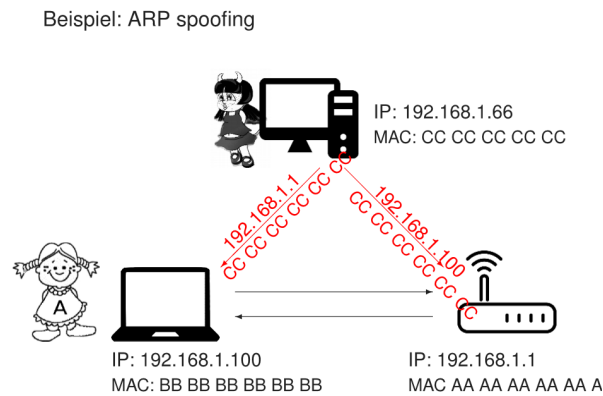 Beispiel: ARP spoofing
IP: 192.168.1.66
MAC: CC CC CC CC CC
192.168.1.1
CC CC CC CC CC CC
192.168.1.100
CC CC CC CC CC CC
A
IP: 192.168.1.100
MAC: BB BB BB BB BB BB
IP: 192.168.1.1
MAC AA AA AA AA AA A